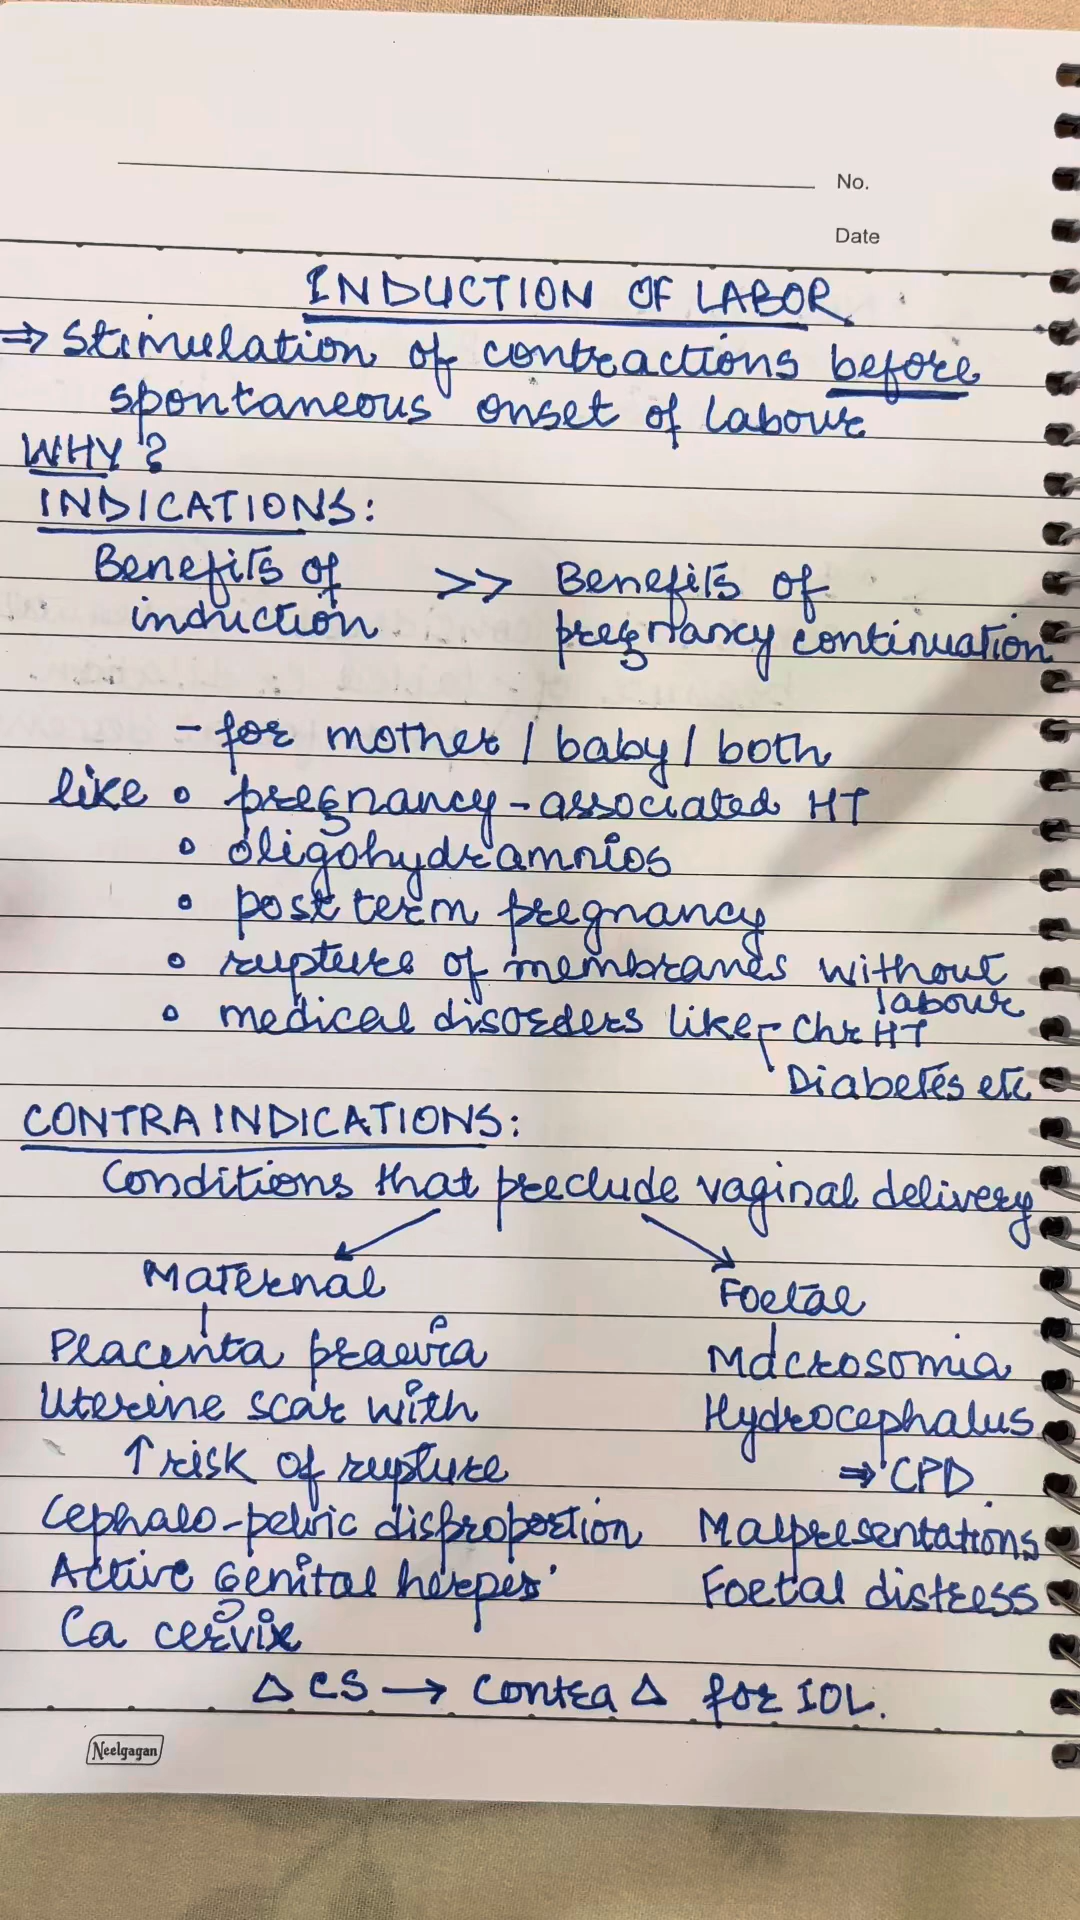 No.
Date
INDUCTION OF LABOR
⇒ Stimulation of contractions before
spontaneous onset of labour
WHY?
INDICATIONS:
Benefits of >> Benefits of
induction pregnancy continuation
- for mother / baby / both
like • pregnancy-associated HT
• oligohydramnios
• post term pregnancy
• rupture of membranes without
labour
• medical disorders like Chr HT
Diabetes etc
CONTRAINDICATIONS:
Conditions that preclude vaginal delivery
Maternal Foetal
Placenta praevia Macrosomia
Uterine scar with Hydrocephalus
↑ risk of rupture ⇒ CPD
Cephalo-pelvic disproportion Malpresentations
Active Genital herpes Foetal distress
Ca cervix
Δ CS → Contra Δ for IOL.
Neelgagan